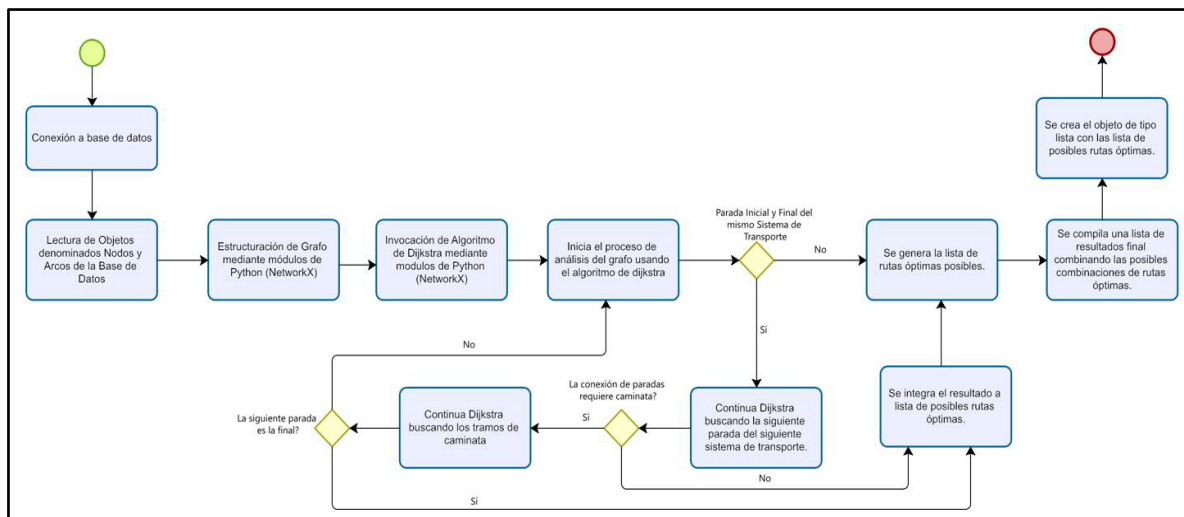 Conexión a base de datos
Lectura de Objetos
denominados Nodos y
Arcos de la Base de
Datos
Estructuración de Grafo
mediante módulos de
Python (NetworkX)
Invocación de Algoritmo
de Dijkstra mediante
modulos de Python
(NetworkX)
Inicia el proceso de
análisis del grafo usando
el algoritmo de dijkstra
Parada Inicial y Final del
mismo Sistema de
Transporte
No
Sí
Se genera la lista de
rutas óptimas posibles.
Se compila una lista de
resultados final
combinando las posibles
combinaciones de rutas
óptimas.
Se crea el objeto de tipo
lista con las lista de
posibles rutas óptimas.
No
La siguiente parada
es la final?
Continua Dijkstra
buscando los tramos de
caminata
Sí
La conexión de paradas
requiere caminata?
Continua Dijkstra
buscando la siguiente
parada del siguiente
sistema de transporte.
Se integra el resultado a
lista de posibles rutas
óptimas.
No
Sí